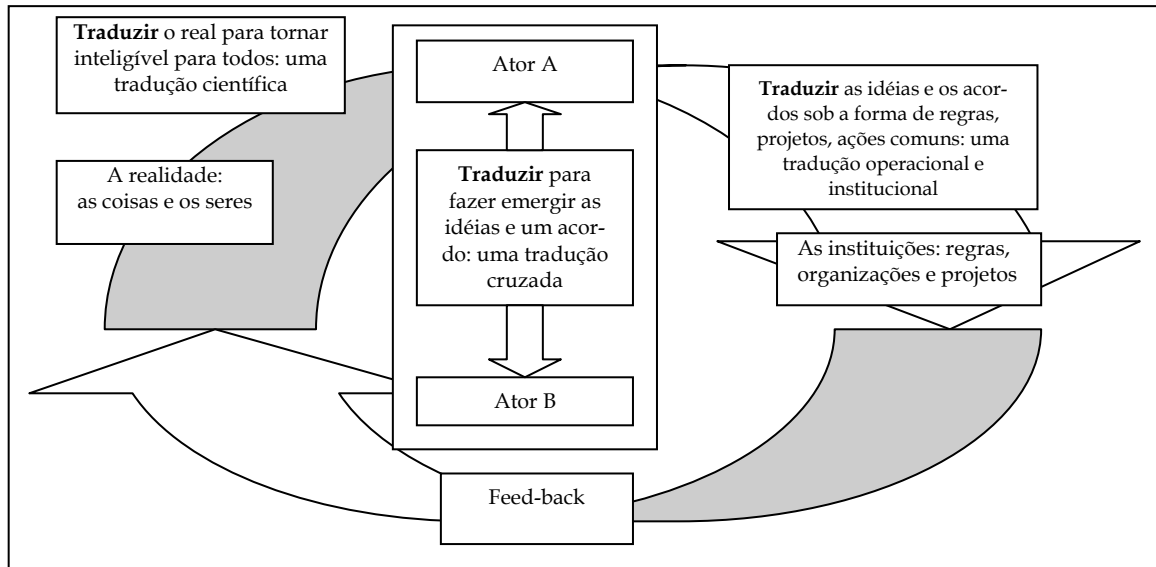 Traduzir o real para tornar
inteligível para todos: uma
tradução científica
A realidade:
as coisas e os seres
Ator A
Traduzir para
fazer emergir as
idéias e um acor-
do: uma tradução
cruzada
Ator B
Traduzir as idéias e os acor-
dos sob a forma de regras,
projetos, ações comuns: uma
tradução operacional e
institucional
As instituições: regras,
organizações e projetos
Feed-back